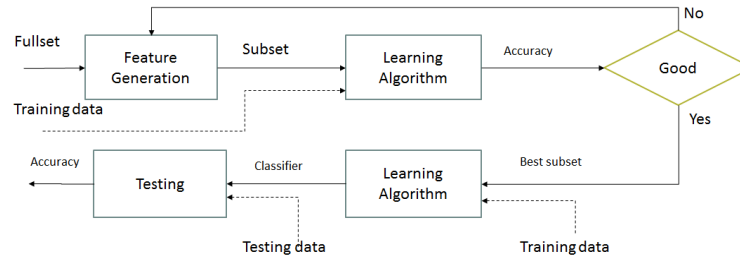 No
Fullset
Feature
Generation
Subset
Learning
Algorithm
Accuracy
Good
Training data
Yes
Accuracy
Testing
Classifier
Learning
Algorithm
Best subset
Testing data
Training data